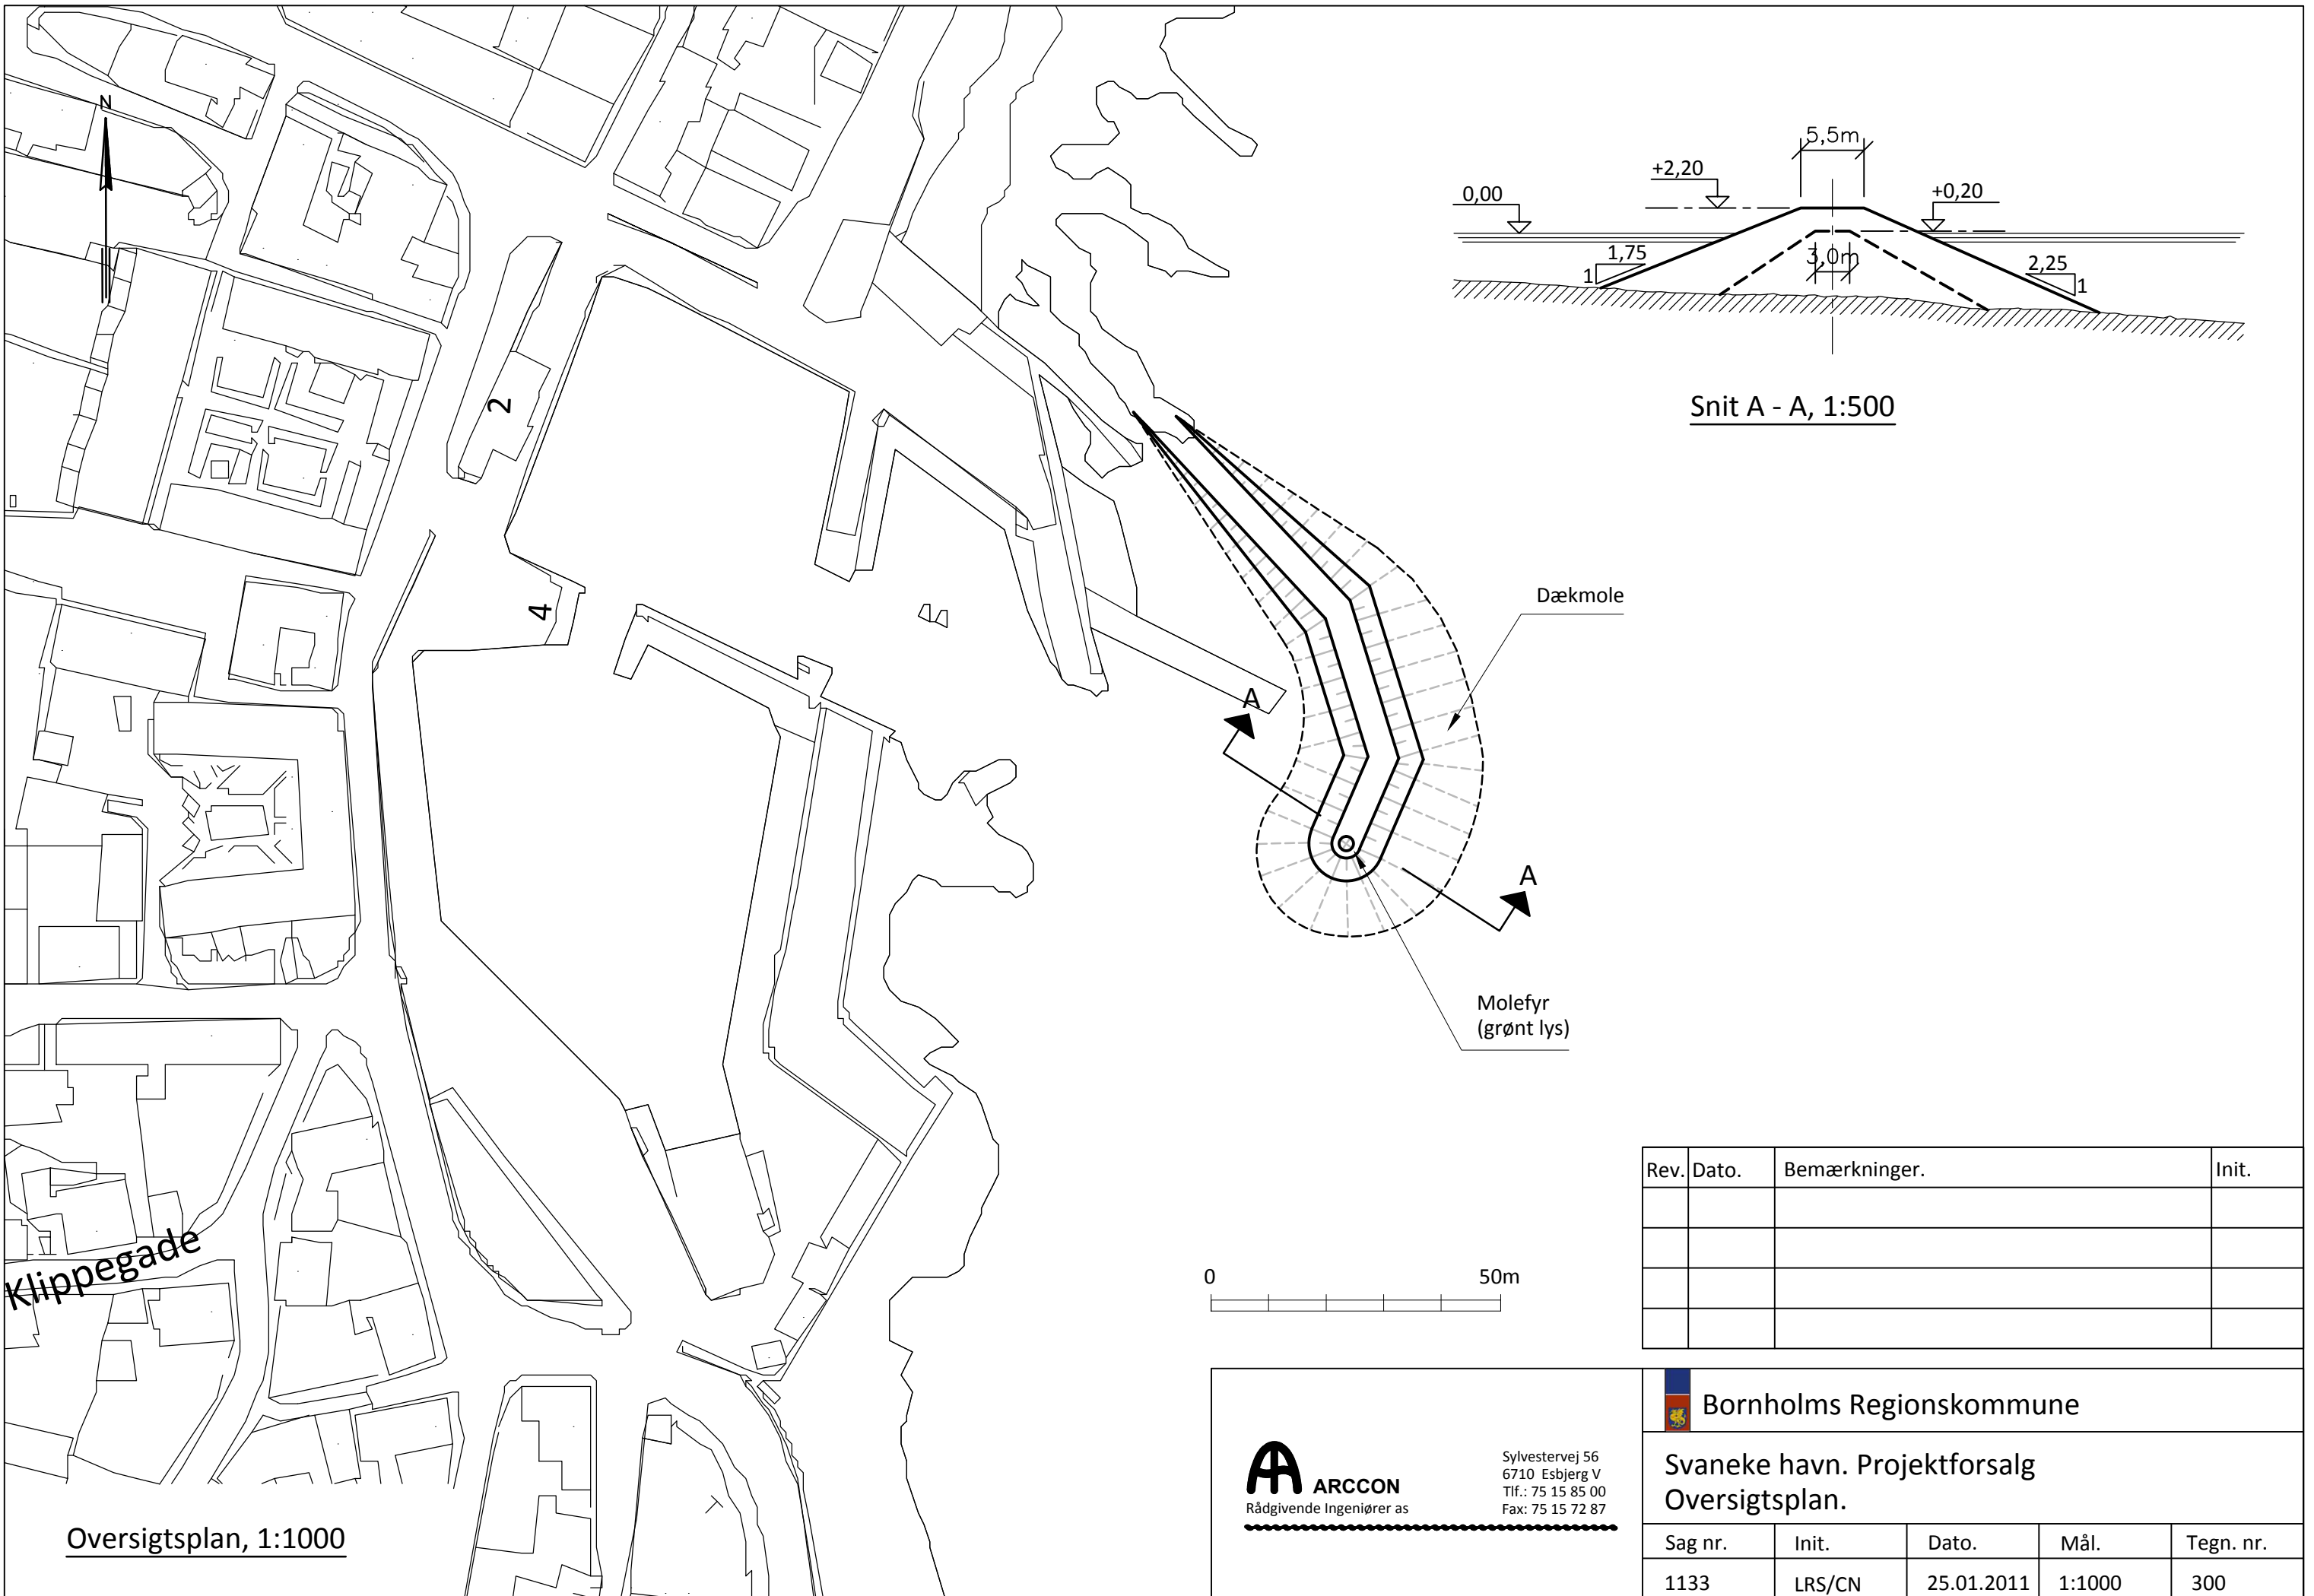 N
2
4
Klippegade
Oversigtsplan, 1:1000
5,5m
+2,20
+0,20
0,00
1,75
1
3,0m
2,25
1
Snit A - A, 1:500
Dækmole
A
A
Molefyr
(grønt lys)
0 50m
Rev. Dato. Bemærkninger. Init.
ARCCON
Rådgivende Ingeniører as
Sylvestervej 56
6710 Esbjerg V
Tlf.: 75 15 85 00
Fax: 75 15 72 87
Bornholms Regionskommune
Svaneke havn. Projektforsalg
Oversigtsplan.
Sag nr. Init. Dato. Mål. Tegn. nr.
1133 LRS/CN 25.01.2011 1:1000 300